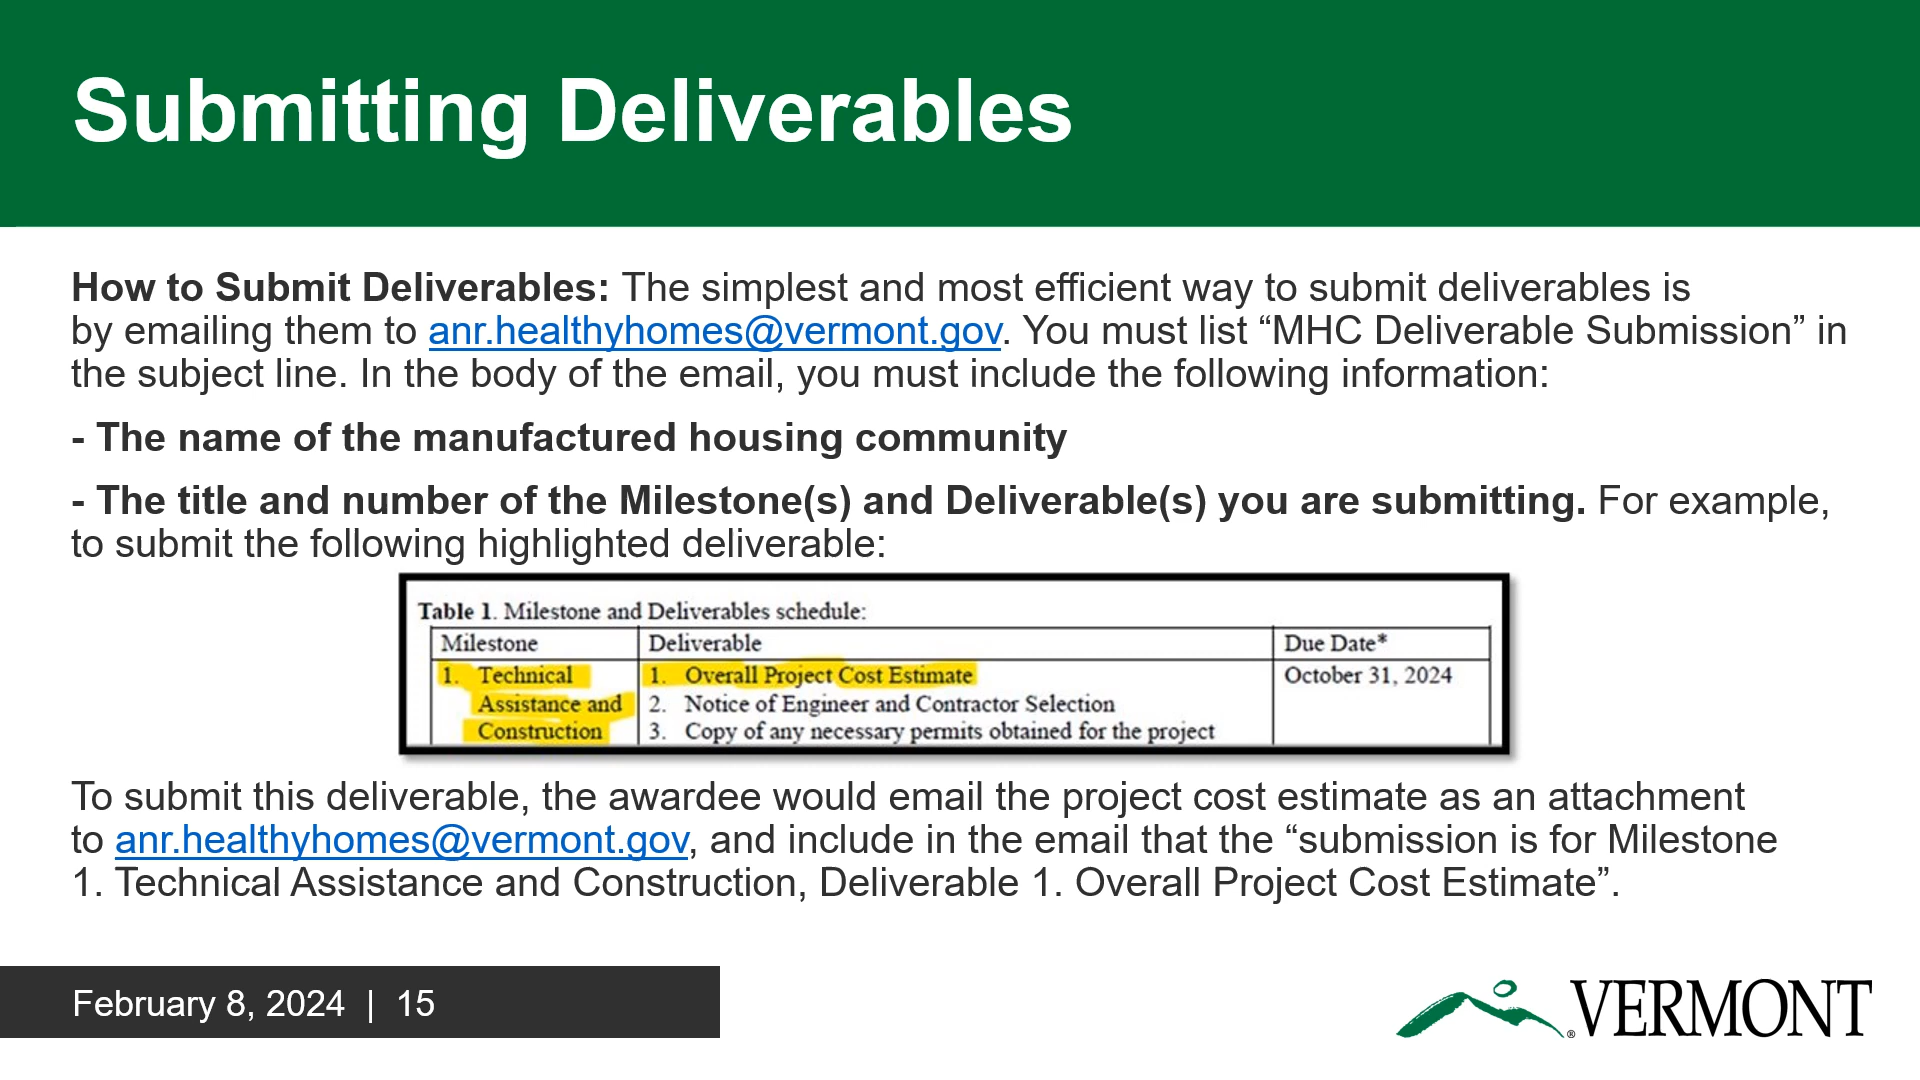 Submitting Deliverables
How to Submit Deliverables: The simplest and most efficient way to submit deliverables is
by emailing them to anr.healthyhomes@vermont.gov. You must list “MHC Deliverable Submission” in
the subject line. In the body of the email, you must include the following information:
- The name of the manufactured housing community
- The title and number of the Milestone(s) and Deliverable(s) you are submitting. For example,
to submit the following highlighted deliverable:
Table 1. Milestone and Deliverables schedule:
Milestone Deliverable Due Date*
1. Technical 1. Overall Project Cost Estimate October 31, 2024
Assistance and 2. Notice of Engineer and Contractor Selection
Construction 3. Copy of any necessary permits obtained for the project
To submit this deliverable, the awardee would email the project cost estimate as an attachment
to anr.healthyhomes@vermont.gov, and include in the email that the “submission is for Milestone
1. Technical Assistance and Construction, Deliverable 1. Overall Project Cost Estimate”.
February 8, 2024 | 15
® VERMONT